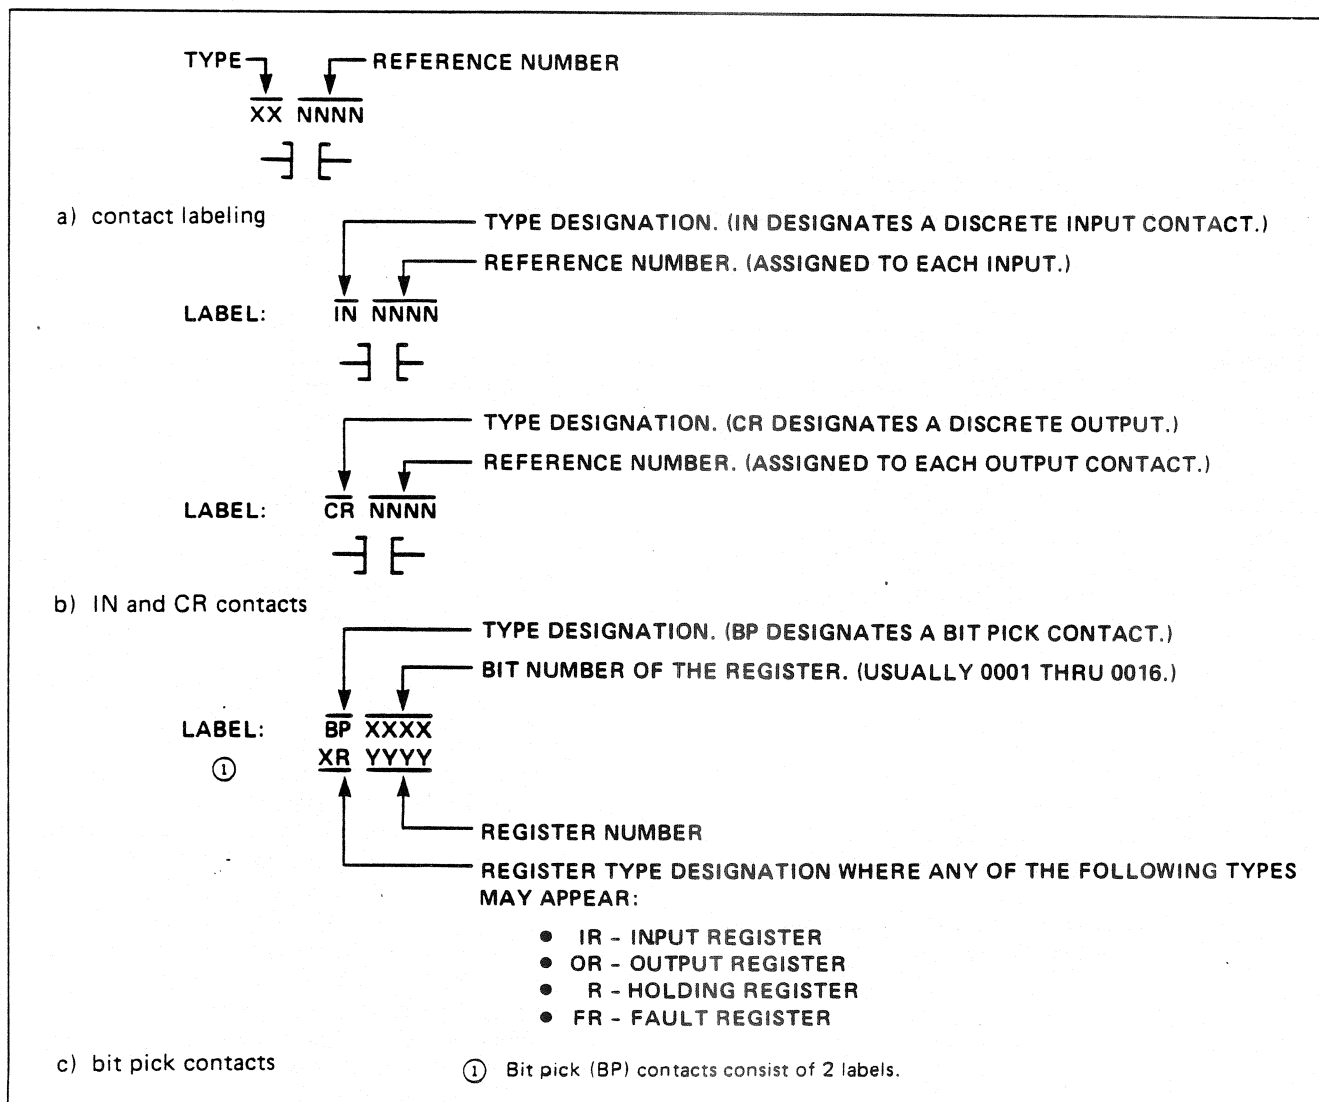 TYPE REFERENCE NUMBER
XX NNNN
a) contact labeling
TYPE DESIGNATION. (IN DESIGNATES A DISCRETE INPUT CONTACT.)
REFERENCE NUMBER. (ASSIGNED TO EACH INPUT.)
LABEL: IN NNNN
TYPE DESIGNATION. (CR DESIGNATES A DISCRETE OUTPUT.)
REFERENCE NUMBER. (ASSIGNED TO EACH OUTPUT CONTACT.)
LABEL: CR NNNN
b) IN and CR contacts
TYPE DESIGNATION. (BP DESIGNATES A BIT PICK CONTACT.)
BIT NUMBER OF THE REGISTER. (USUALLY 0001 THRU 0016.)
LABEL: BP XXXX
① XR YYYY
REGISTER NUMBER
REGISTER TYPE DESIGNATION WHERE ANY OF THE FOLLOWING TYPES
MAY APPEAR:
● IR - INPUT REGISTER
● OR - OUTPUT REGISTER
● R - HOLDING REGISTER
● FR - FAULT REGISTER
c) bit pick contacts
① Bit pick (BP) contacts consist of 2 labels.